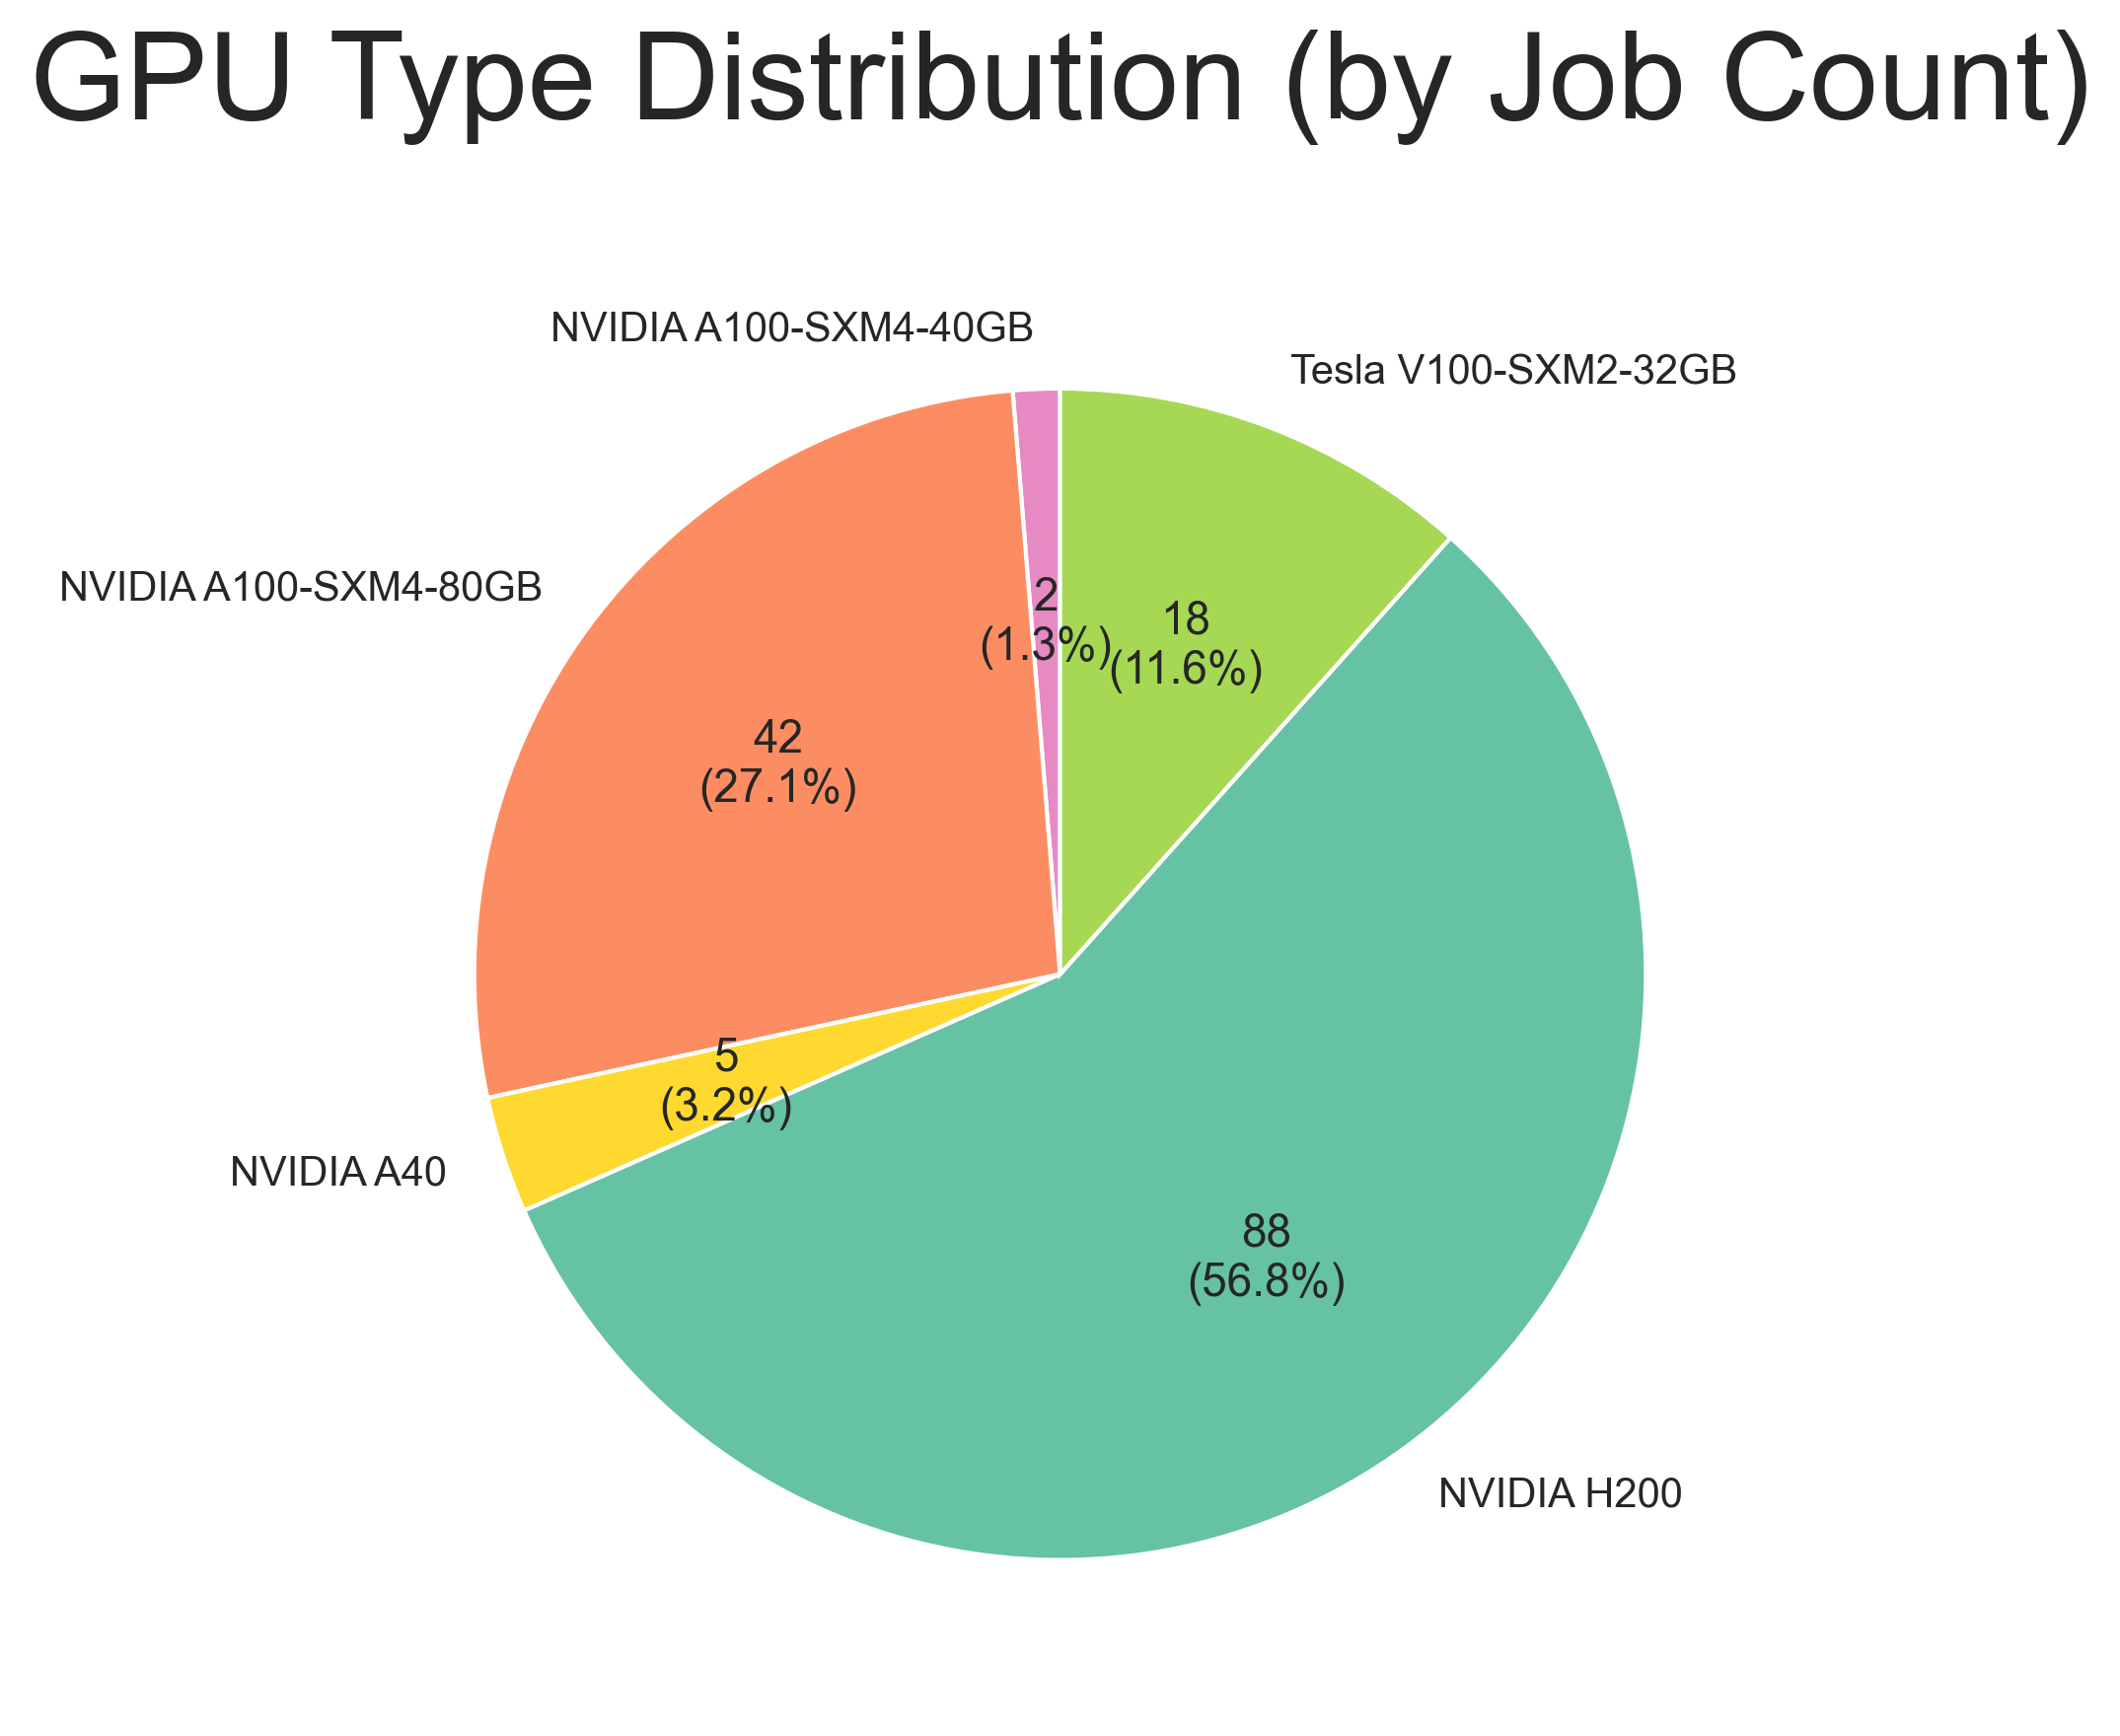 GPU Type Distribution (by Job Count)
NVIDIA A100-SXM4-40GB
Tesla V100-SXM2-32GB
NVIDIA A100-SXM4-80GB
2
(1.3%)
18
(11.6%)
42
(27.1%)
5
(3.2%)
NVIDIA A40
88
(56.8%)
NVIDIA H200